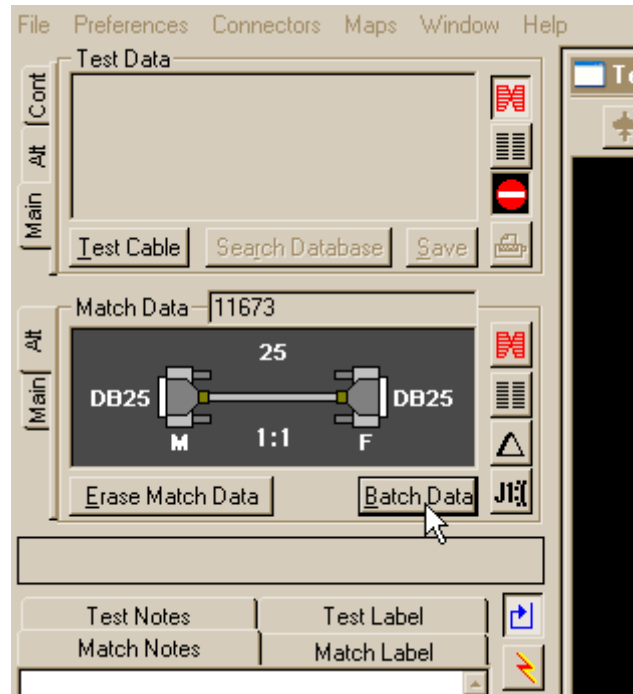 File Preferences Connectors Maps Window Help
Test Data
Cont
Alt
Main
Test Cable Search Database Save
Match Data 11673
Alt
Main
25
DB25 DB25
M 1:1 F
Erase Match Data Batch Data J1:[
Test Notes Test Label
Match Notes Match Label